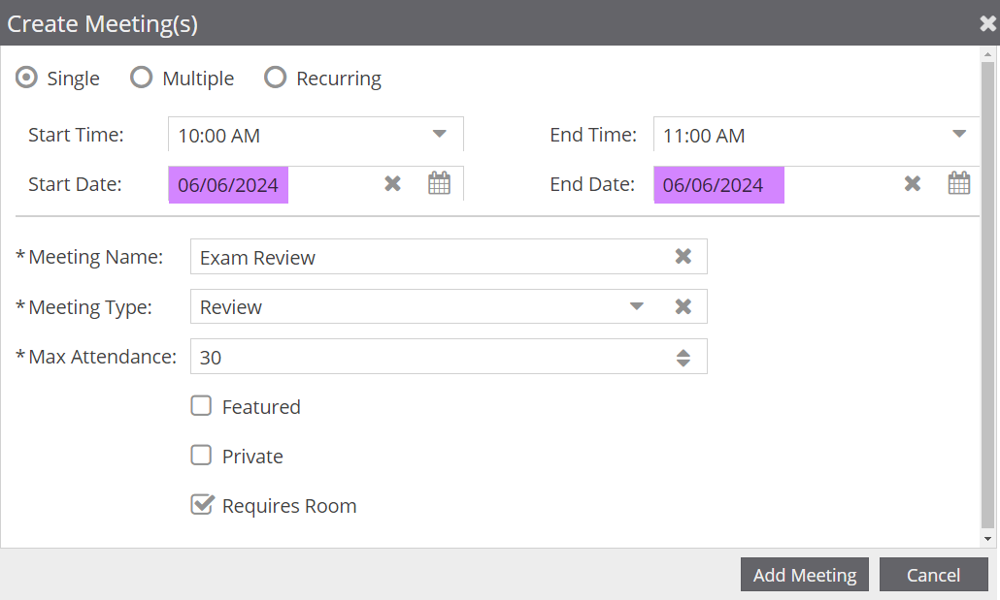 Create Meeting(s)
Single Multiple Recurring
Start Time: 10:00 AM End Time: 11:00 AM
Start Date: 06/06/2024 End Date: 06/06/2024
*Meeting Name: Exam Review
*Meeting Type: Review
*Max Attendance: 30
Featured
Private
Requires Room
Add Meeting Cancel